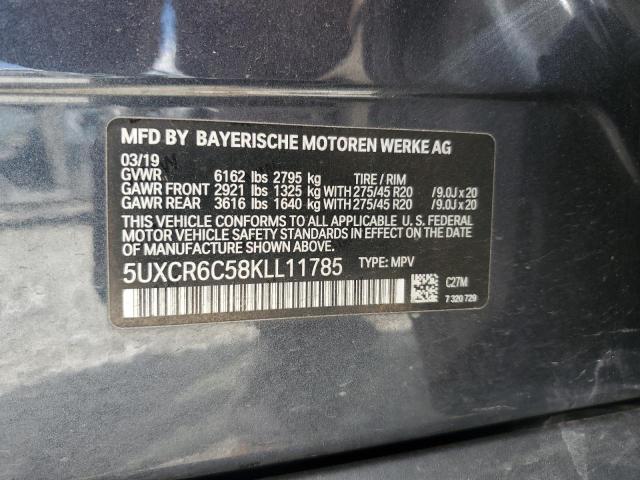 MFD BY BAYERISCHE MOTOREN WERKE AG
03/19
GVWR 6162 lbs 2795 kg TIRE / RIM
GAWR FRONT 2921 lbs 1325 kg WITH 275/45 R20 /9.0J x 20
GAWR REAR 3616 lbs 1640 kg WITH 275/45 R20 /9.0J x 20
THIS VEHICLE CONFORMS TO ALL APPLICABLE U. S. FEDERAL
MOTOR VEHICLE SAFETY STANDARDS IN EFFECT ON THE DATE
OF MANUFACTURE SHOWN ABOVE.
5UXCR6C58KLL11785 TYPE: MPV
C27M
7 320 729